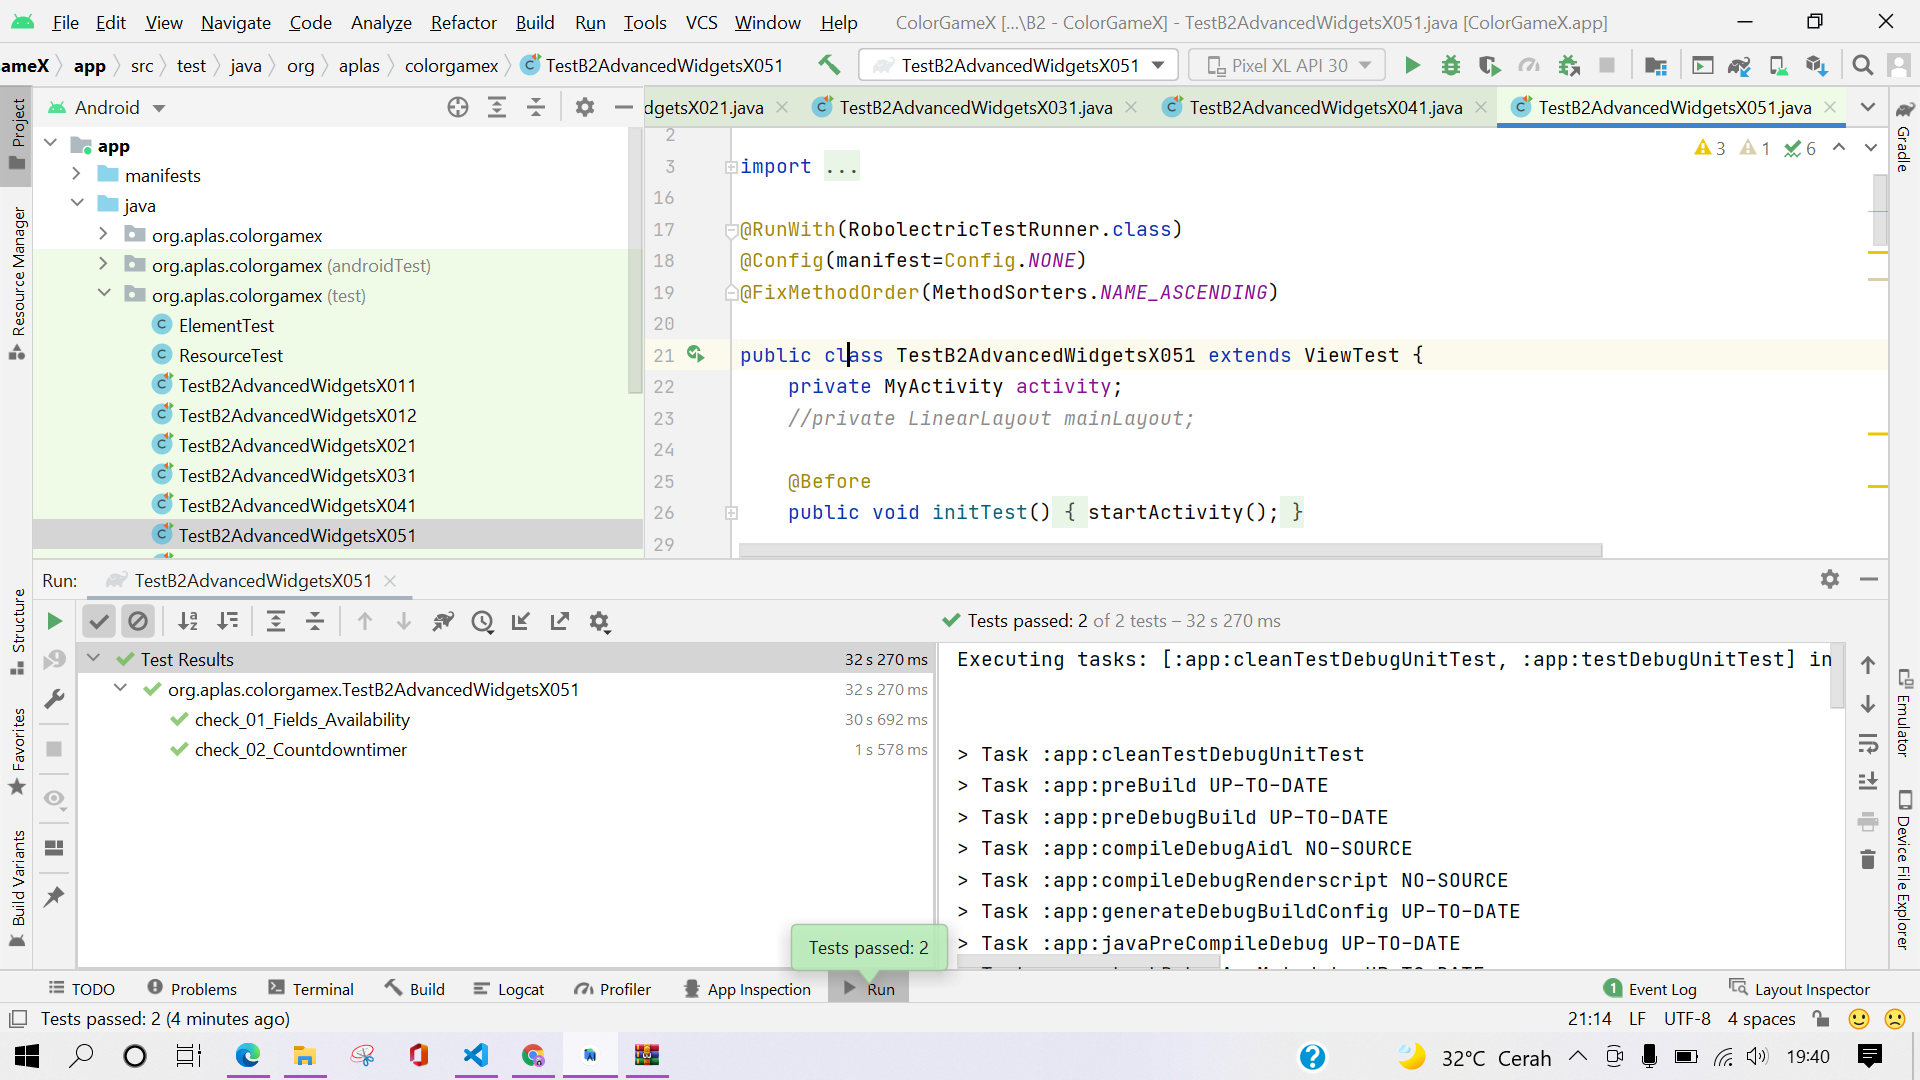 File Edit View Navigate Code Analyze Refactor Build Run Tools VCS Window Help ColorGameX [...\B2 - ColorGameX] - TestB2AdvancedWidgetsX051.java [ColorGameX.app]
ameX app src test java org aplas colorgamex TestB2AdvancedWidgetsX051 TestB2AdvancedWidgetsX051 Pixel XL API 30
Android
dgetsX021.java TestB2AdvancedWidgetsX031.java TestB2AdvancedWidgetsX041.java TestB2AdvancedWidgetsX051.java
Project
Resource Manager
Structure
Favorites
Build Variants
app
manifests
java
org.aplas.colorgamex
org.aplas.colorgamex (androidTest)
org.aplas.colorgamex (test)
ElementTest
ResourceTest
TestB2AdvancedWidgetsX011
TestB2AdvancedWidgetsX012
TestB2AdvancedWidgetsX021
TestB2AdvancedWidgetsX031
TestB2AdvancedWidgetsX041
TestB2AdvancedWidgetsX051
3 1 6
2
3 import ...
16
17 @RunWith(RobolectricTestRunner.class)
18 @Config(manifest=Config.NONE)
19 @FixMethodOrder(MethodSorters.NAME_ASCENDING)
20
21 public class TestB2AdvancedWidgetsX051 extends ViewTest {
22 private MyActivity activity;
23 //private LinearLayout mainLayout;
24
25 @Before
26 public void initTest() { startActivity(); }
29
Gradle
Emulator
Device File Explorer
Run: TestB2AdvancedWidgetsX051
Tests passed: 2 of 2 tests – 32 s 270 ms
Test Results 32 s 270 ms
org.aplas.colorgamex.TestB2AdvancedWidgetsX051 32 s 270 ms
check_01_Fields_Availability 30 s 692 ms
check_02_Countdowntimer 1 s 578 ms
Executing tasks: [:app:cleanTestDebugUnitTest, :app:testDebugUnitTest] in
> Task :app:cleanTestDebugUnitTest
> Task :app:preBuild UP-TO-DATE
> Task :app:preDebugBuild UP-TO-DATE
> Task :app:compileDebugAidl NO-SOURCE
> Task :app:compileDebugRenderscript NO-SOURCE
> Task :app:generateDebugBuildConfig UP-TO-DATE
> Task :app:javaPreCompileDebug UP-TO-DATE
Tests passed: 2
TODO Problems Terminal Build Logcat Profiler App Inspection Run 1 Event Log Layout Inspector
Tests passed: 2 (4 minutes ago) 21:14 LF UTF-8 4 spaces
32°C Cerah 19:40